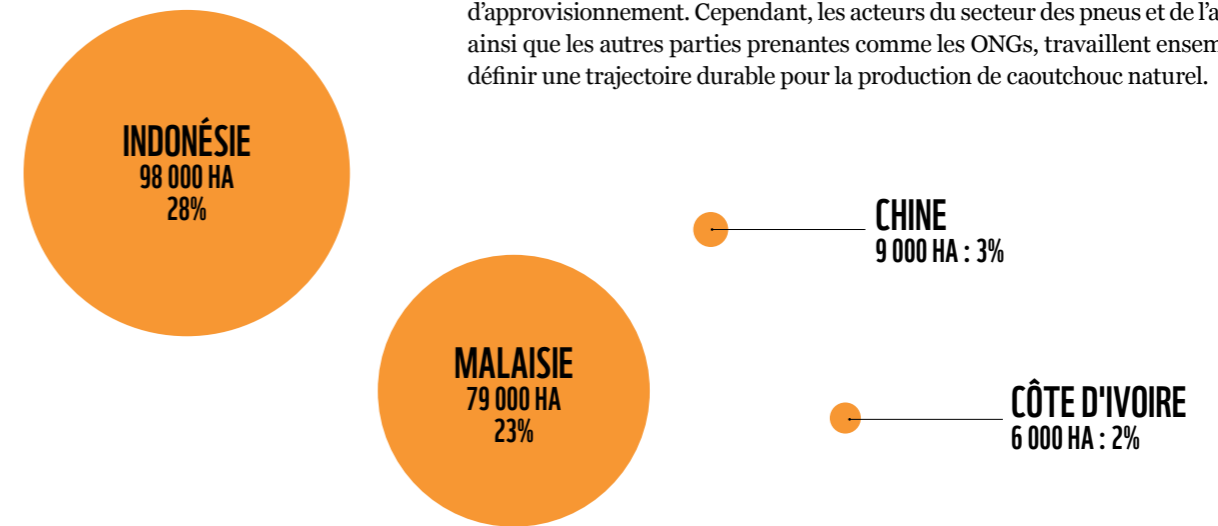 d’approvisionnement. Cependant, les acteurs du secteur des pneus et de
ainsi que les autres parties prenantes comme les ONGs, travaillent
définir une trajectoire durable pour la production de caoutchouc naturel.
INDONÉSIE
98 000 HA
28%
CHINE
9 000 HA : 3%
MALAISIE
79 000 HA
23%
CÔTE D'IVOIRE
6 000 HA : 2%